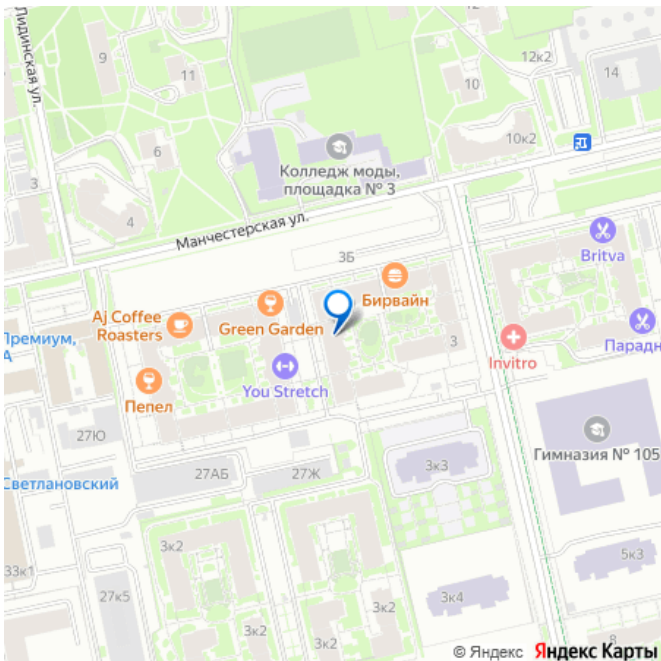 Лидинская ул.
9
11
6
3
4
10
12к2
14
10к2
Колледж моды,
площадка № 3
Манчестерская ул.
3Б
Britva
Бирвайн
Aj Coffee
Roasters
Green Garden
Премиум,
Парадн
3
Invitro
You Stretch
Пепел
27Ю
Гимназия № 105
Светлановский
27АБ
27Ж
3к3
3к2
33к1
27к5
3к2
3к2
3к2
3к4
5к3
8
© Яндекс Яндекс Карты